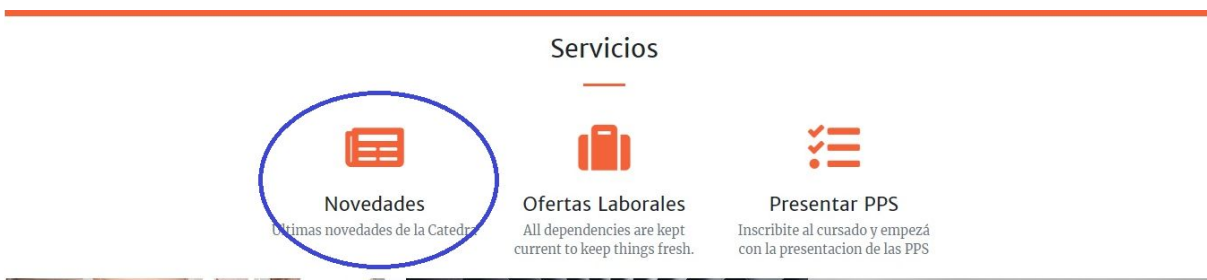 Servicios
Novedades
Ultimas novedades de la Catedra
Ofertas Laborales
All dependencies are kept
current to keep things fresh.
Presentar PPS
Inscribite al cursado y empezá
con la presentacion de las PPS